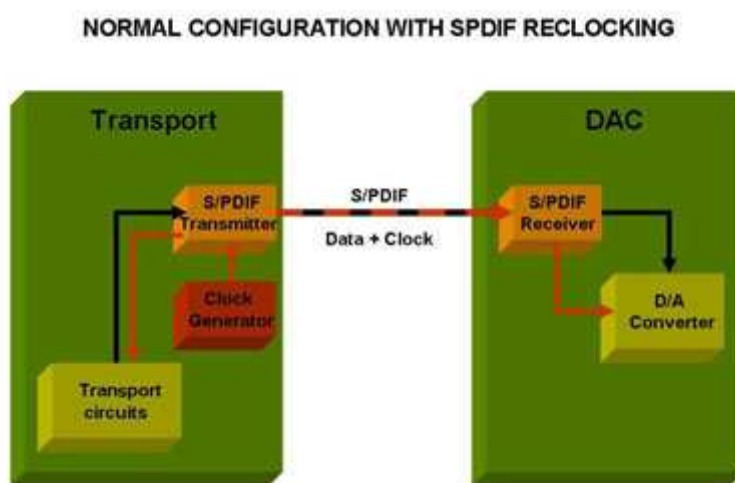 NORMAL CONFIGURATION WITH SPDIF RECLOCKING
Transport
DAC
S/PDIF
Transmitter
S/PDIF
Data + Clock
S/PDIF
Receiver
Clock
Generator
D/A
Converter
Transport
circuits